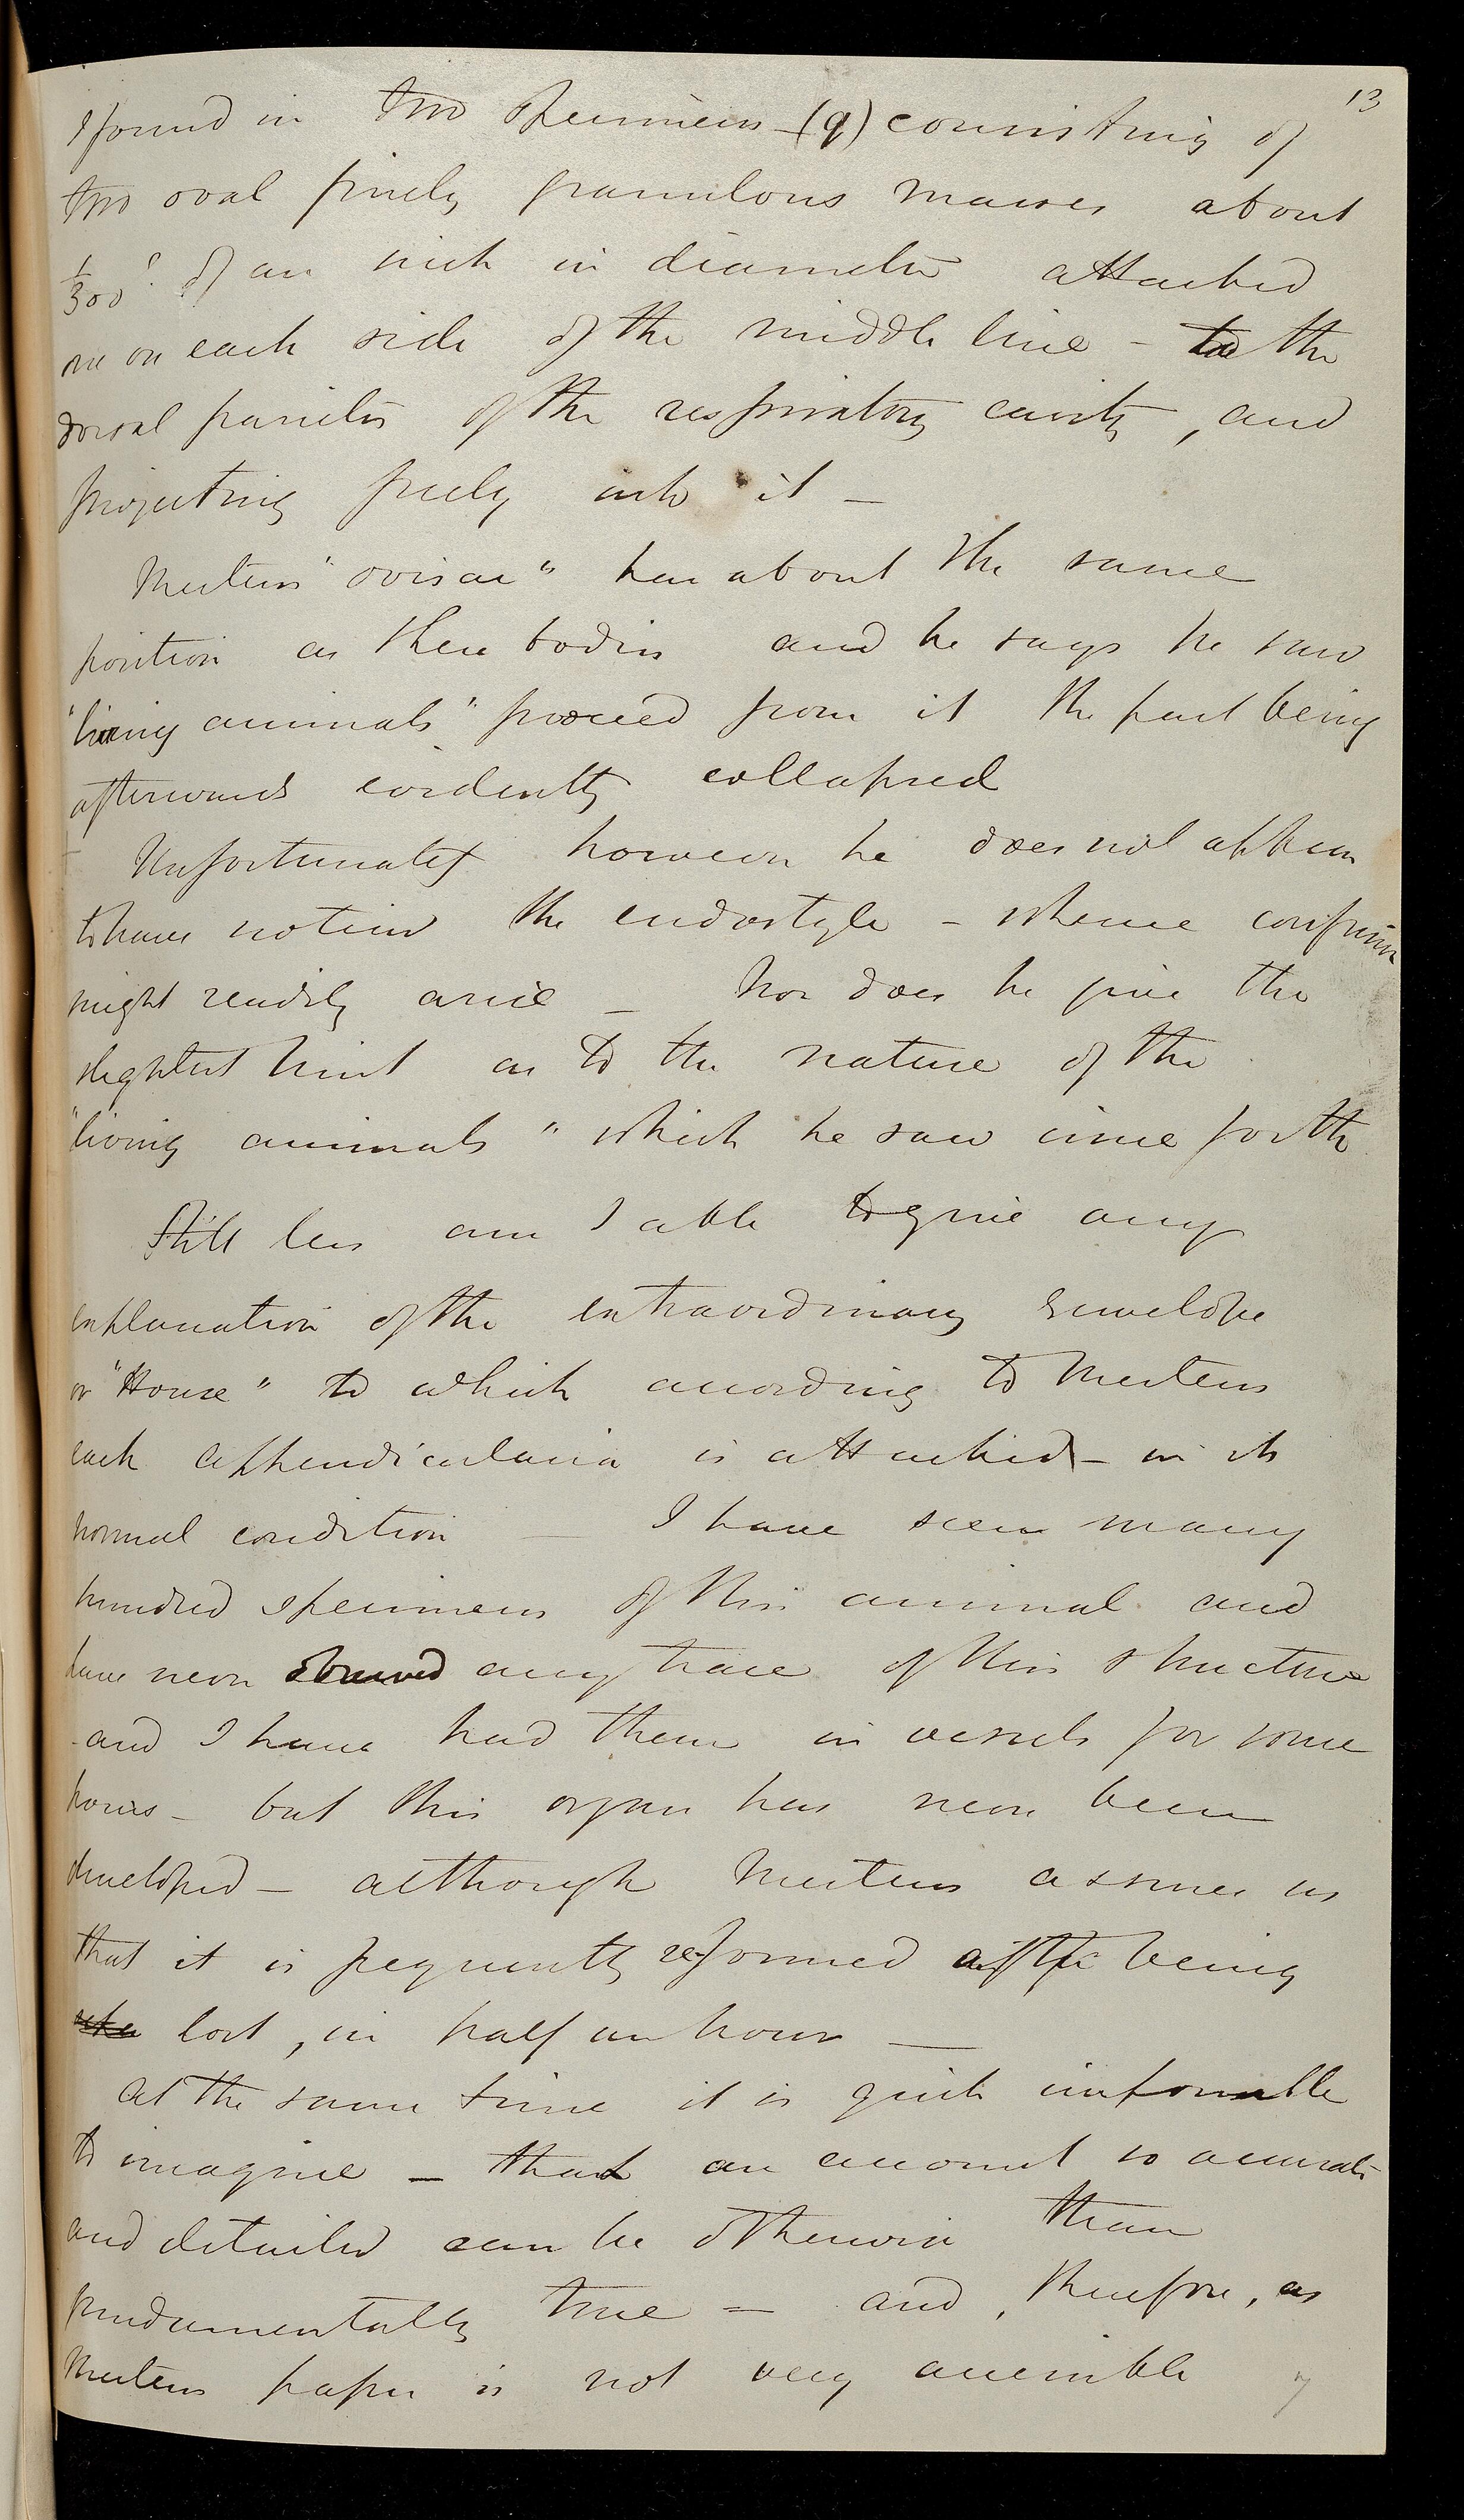 13
I found in two specimens – (q) consisting of
two oval finely granulous masses about
1/300? of an inch in diameter attached
one on each side of the middle line – to the
dorsal parietes of the respiratory cavity, and
projecting freely into it –
Mertens' "ovisac" has about the same
position as these bodies and he says he saw
"living animals" proceed from it the part being
afterwards evidently collapsed
Unfortunately however he does not appear
to have noticed the endostyle – whence confusion
might readily arise – Nor does he give the
slightest hint as to the nature of the
"living animals" which he saw issue forth
Still less am I able to give any
explanation of the extraordinary envelope
or "House" to which according to Mertens
each appendicularia is attached – in its
normal condition – I have seen many
hundred specimens of this animal and
have never observed any trace of this structure
– and I have had them in vessels for some
hours – but this organ has never been
developed – although Mertens assures us
that it is frequently re-formed after being
lost, in half an hour –
At the same time it is quite impossible
to imagine – that an account so accurate
and detailed can be otherwise than
fundamentally true – and, therefore, as
Mertens paper is not very accessible